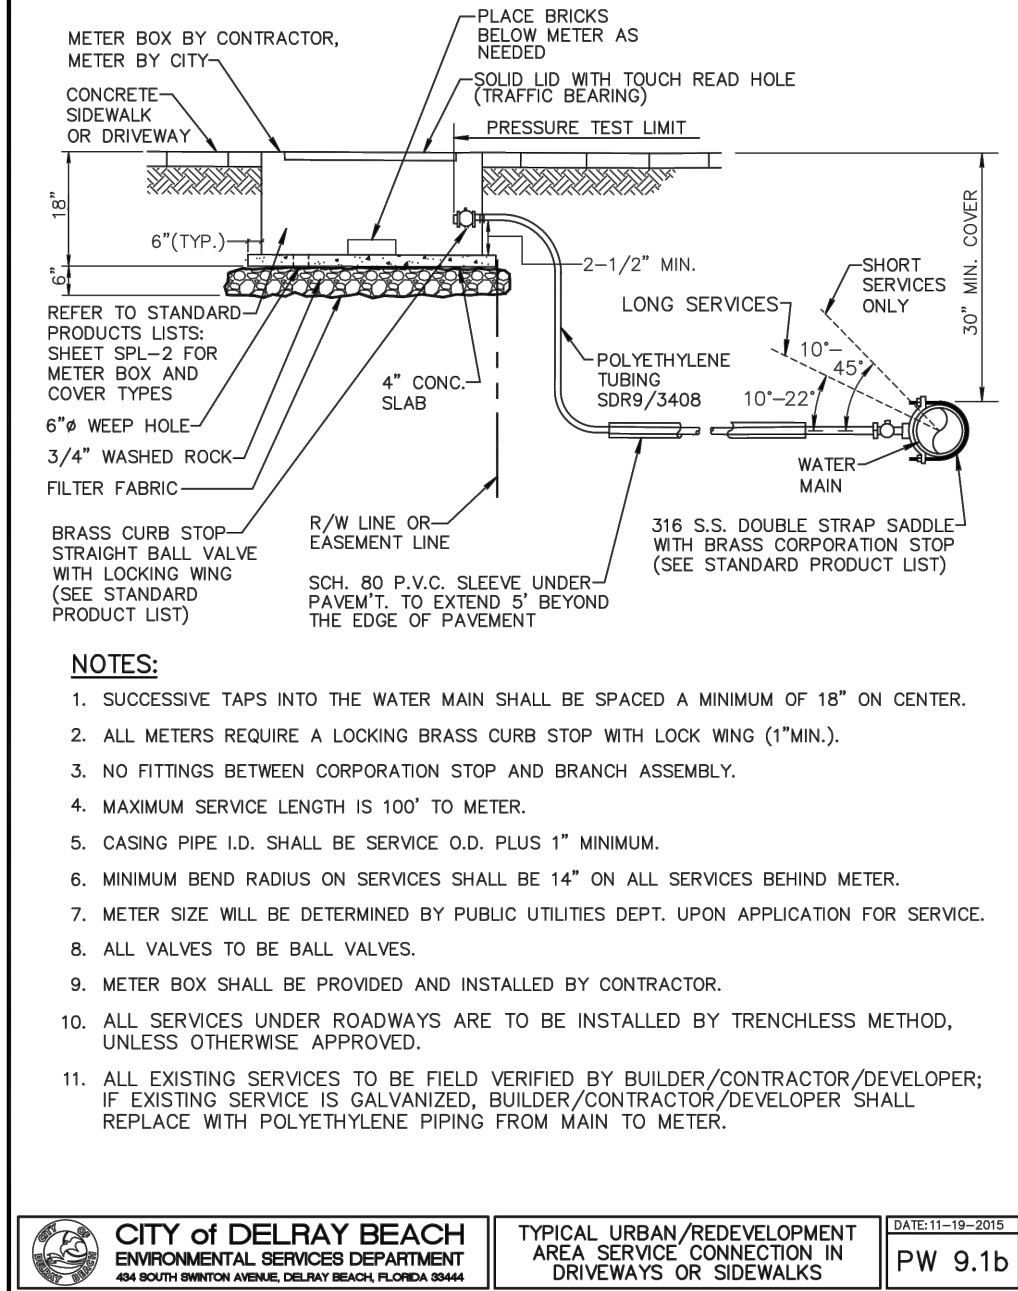 PLACE BRICKS
BELOW METER AS
NEEDED
METER BOX BY CONTRACTOR,
METER BY CITY
SOLID LID WITH TOUCH READ HOLE
(TRAFFIC BEARING)
CONCRETE
SIDEWALK
OR DRIVEWAY
PRESSURE TEST LIMIT
18"
6"(TYP.)
6"
2-1/2" MIN.
30" MIN. COVER
SHORT
SERVICES
ONLY
LONG SERVICES
10°-
45°
10°-22°
REFER TO STANDARD
PRODUCTS LISTS:
SHEET SPL-2 FOR
METER BOX AND
COVER TYPES
POLYETHYLENE
TUBING
SDR9/3408
4" CONC.
SLAB
6"ø WEEP HOLE
3/4" WASHED ROCK
FILTER FABRIC
WATER
MAIN
BRASS CURB STOP
STRAIGHT BALL VALVE
WITH LOCKING WING
(SEE STANDARD
PRODUCT LIST)
R/W LINE OR
EASEMENT LINE
316 S.S. DOUBLE STRAP SADDLE
WITH BRASS CORPORATION STOP
(SEE STANDARD PRODUCT LIST)
SCH. 80 P.V.C. SLEEVE UNDER
PAVEM'T. TO EXTEND 5' BEYOND
THE EDGE OF PAVEMENT
NOTES:
1. SUCCESSIVE TAPS INTO THE WATER MAIN SHALL BE SPACED A MINIMUM OF 18" ON CENTER.
2. ALL METERS REQUIRE A LOCKING BRASS CURB STOP WITH LOCK WING (1"MIN.).
3. NO FITTINGS BETWEEN CORPORATION STOP AND BRANCH ASSEMBLY.
4. MAXIMUM SERVICE LENGTH IS 100' TO METER.
5. CASING PIPE I.D. SHALL BE SERVICE O.D. PLUS 1" MINIMUM.
6. MINIMUM BEND RADIUS ON SERVICES SHALL BE 14" ON ALL SERVICES BEHIND METER.
7. METER SIZE WILL BE DETERMINED BY PUBLIC UTILITIES DEPT. UPON APPLICATION FOR SERVICE.
8. ALL VALVES TO BE BALL VALVES.
9. METER BOX SHALL BE PROVIDED AND INSTALLED BY CONTRACTOR.
10. ALL SERVICES UNDER ROADWAYS ARE TO BE INSTALLED BY TRENCHLESS METHOD,
UNLESS OTHERWISE APPROVED.
11. ALL EXISTING SERVICES TO BE FIELD VERIFIED BY BUILDER/CONTRACTOR/DEVELOPER;
IF EXISTING SERVICE IS GALVANIZED, BUILDER/CONTRACTOR/DEVELOPER SHALL
REPLACE WITH POLYETHYLENE PIPING FROM MAIN TO METER.
CITY OF
DELRAY BEACH
CITY of DELRAY BEACH
ENVIRONMENTAL SERVICES DEPARTMENT
434 SOUTH SWINTON AVENUE, DELRAY BEACH, FLORIDA 33444
TYPICAL URBAN/REDEVELOPMENT
AREA SERVICE CONNECTION IN
DRIVEWAYS OR SIDEWALKS
DATE:11-19-2015
PW 9.1b